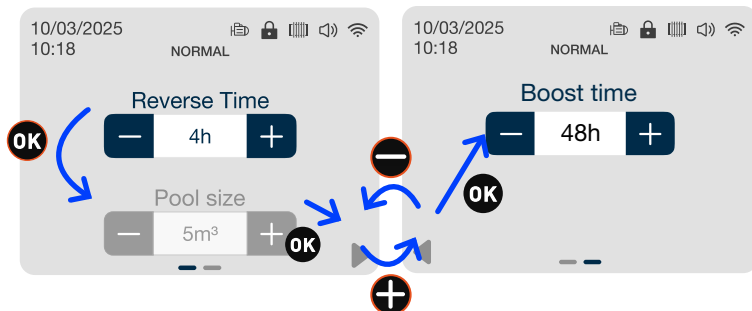 10/03/2025
10:18
NORMAL
Reverse Time
− 4h +
OK
Pool size
− 5m³ +
OK
−
+
10/03/2025
10:18
NORMAL
Boost time
− 48h +
OK